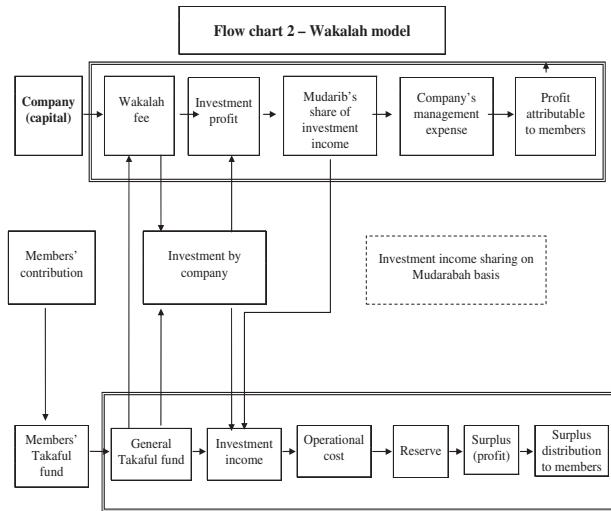 Flow chart 2 – Wakalah model
Company
(capital)
Wakalah
fee
Investment
profit
Mudarib's
share of
investment
income
Company's
management
expense
Profit
attributable
to members
Members'
contribution
Investment by
company
Investment income sharing on
Mudarabah basis
Members'
Takaful
fund
General
Takaful fund
Investment
income
Operational
cost
Reserve
Surplus
(profit)
Surplus
distribution
to members